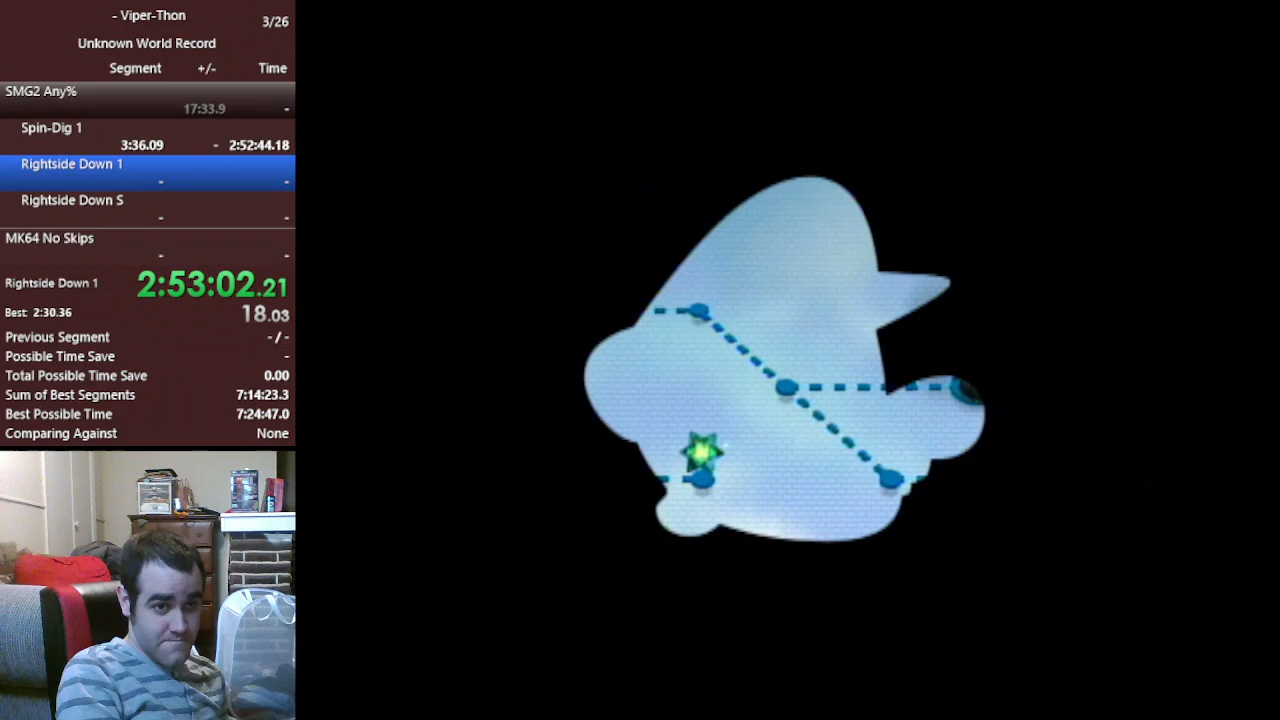 - Viper-Thon
3/26
Unknown World Record
Segment +/- Time
SMG2 Any%
17:33.9 -
Spin-Dig 1
3:36.09 - 2:52:44.18
Rightside Down 1
- -
Rightside Down S
- -
MK64 No Skips
- -
Rightside Down 1 2:53:02.21
Best: 2:30.36 18.03
Previous Segment - / -
Possible Time Save -
Total Possible Time Save 0.00
Sum of Best Segments 7:14:23.3
Best Possible Time 7:24:47.0
Comparing Against None